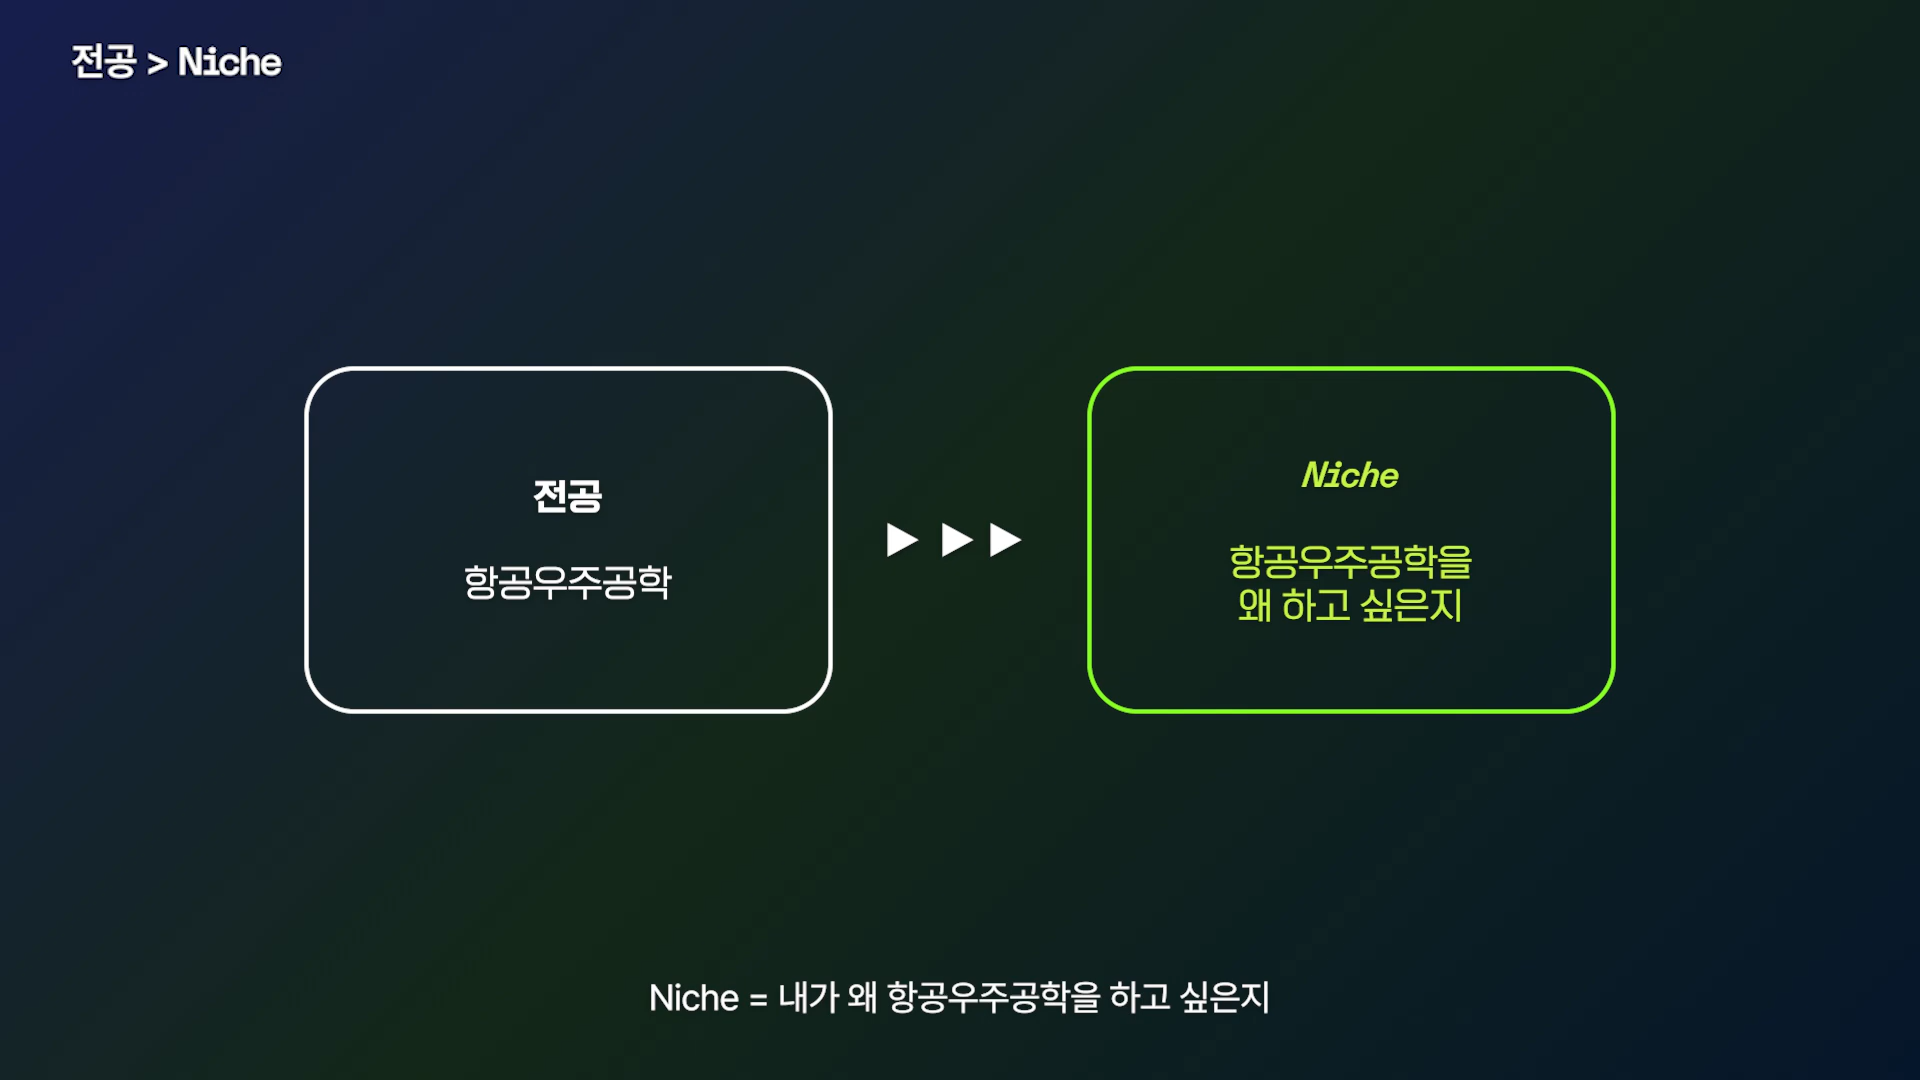 전공 > Niche
전공
항공우주공학
▶ ▶ ▶
Niche
항공우주공학을
왜 하고 싶은지
Niche = 내가 왜 항공우주공학을 하고 싶은지